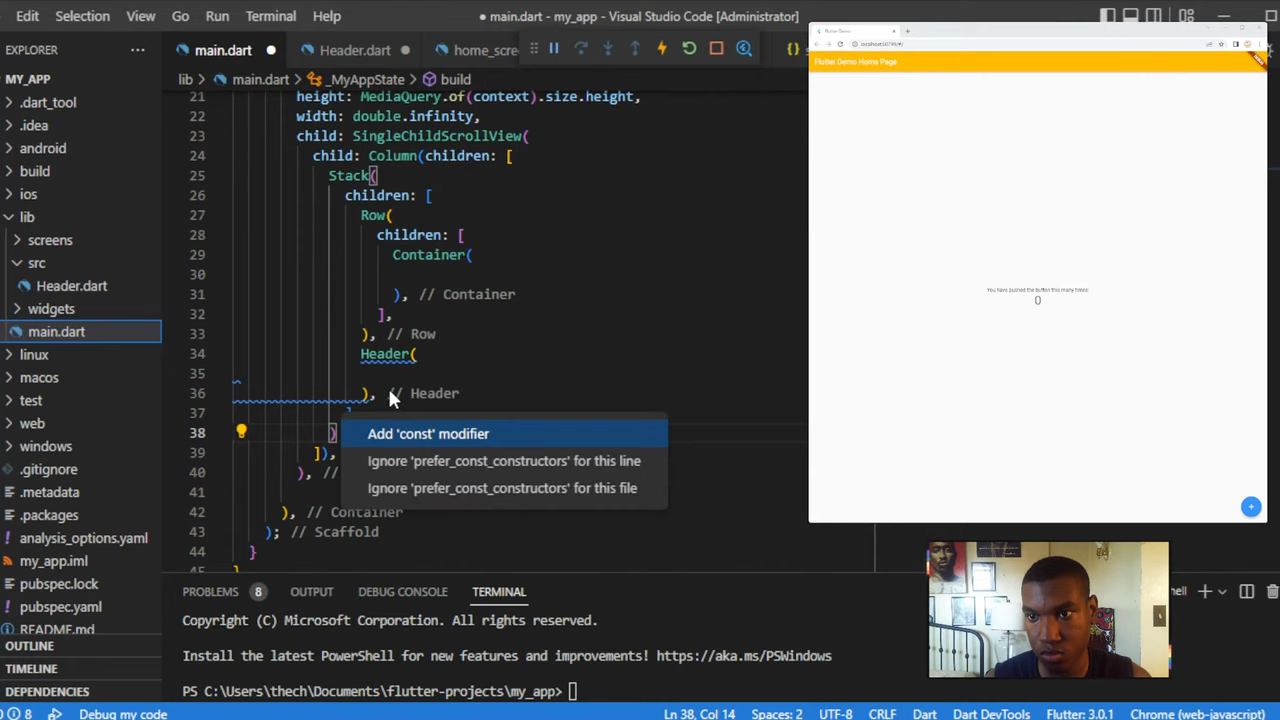 Edit Selection View Go Run Terminal Help
● main.dart - my_app - Visual Studio Code [Administrator]
EXPLORER
MY_APP
.dart_tool
.idea
android
build
ios
lib
screens
src
Header.dart
widgets
main.dart
linux
macos
test
web
windows
.gitignore
.metadata
.packages
analysis_options.yaml
my_app.iml
pubspec.lock
pubspec.yaml
README.md
OUTLINE
TIMELINE
DEPENDENCIES
main.dart ● Header.dart ● home_scre {}
lib > main.dart > _MyAppState > build
21 height: MediaQuery.of(context).size.height,
22 width: double.infinity,
23 child: SingleChildScrollView(
24 child: Column(children: [
25 Stack(
26 children: [
27 Row(
28 children: [
29 Container(
30
31 ), // Container
32 ],
33 ), // Row
34 Header(
35
36 ), // Header
37 ]
38 )
39 ]),
40 ), //
41
42 ), // Container
43 ); // Scaffold
44 }
Add 'const' modifier
Ignore 'prefer_const_constructors' for this line
Ignore 'prefer_const_constructors' for this file
PROBLEMS 8 OUTPUT DEBUG CONSOLE TERMINAL
Copyright (C) Microsoft Corporation. All rights reserved.
Install the latest PowerShell for new features and improvements! https://aka.ms/PSWindows
PS C:\Users\thech\Documents\flutter-projects\my_app>
0 8 Debug my code Ln 38, Col 14 Spaces: 2 UTF-8 CRLF Dart Dart DevTools Flutter: 3.0.1 Chrome (web-javascript)
Flutter Demo
Flutter Demo Home Page
You have pushed the button this many times:
0